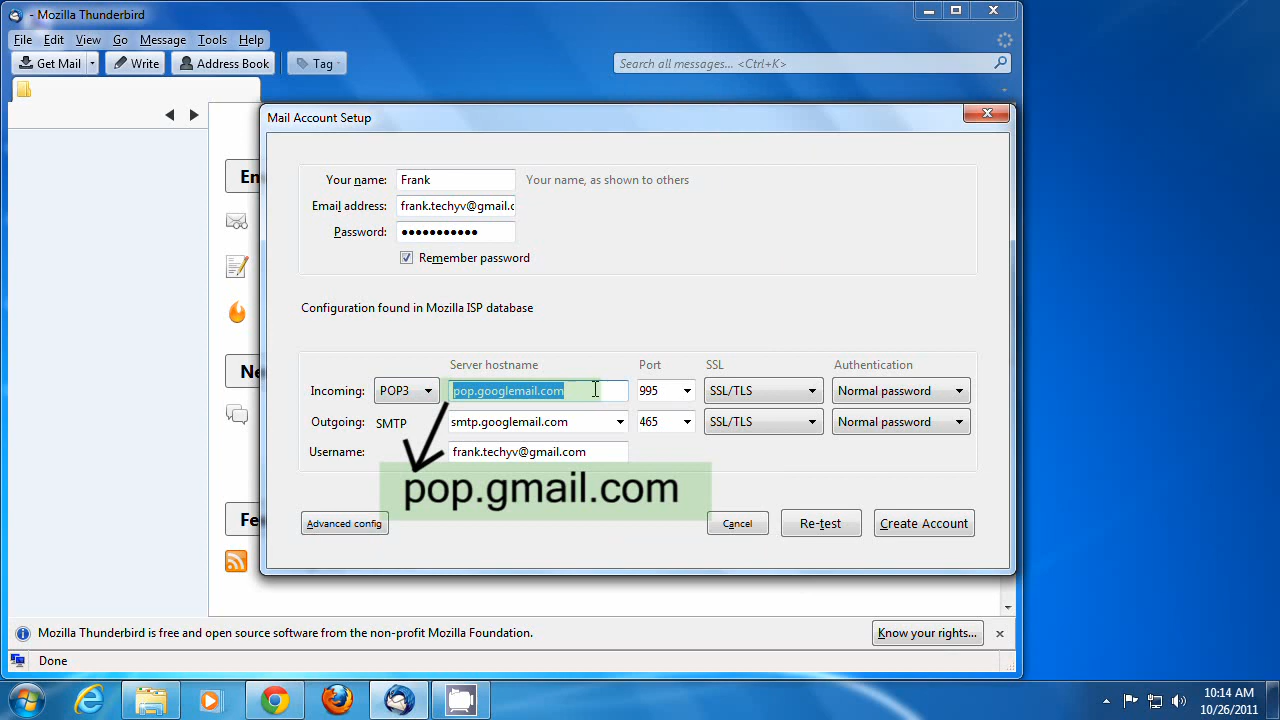 - Mozilla Thunderbird
File Edit View Go Message Tools Help
Get Mail Write Address Book Tag Search all messages... <Ctrl+K>
Mail Account Setup
Your name: Frank Your name, as shown to others
Email address: frank.techyv@gmail.c
Password: ●●●●●●●●●●●
Remember password
Configuration found in Mozilla ISP database
Server hostname Port SSL Authentication
Incoming: POP3 pop.googlemail.com 995 SSL/TLS Normal password
Outgoing: SMTP smtp.googlemail.com 465 SSL/TLS Normal password
Username: frank.techyv@gmail.com
pop.gmail.com
Advanced config Cancel Re-test Create Account
Em
Ne
Fe
Mozilla Thunderbird is free and open source software from the non-profit Mozilla Foundation. Know your rights...
Done
10:14 AM
10/26/2011